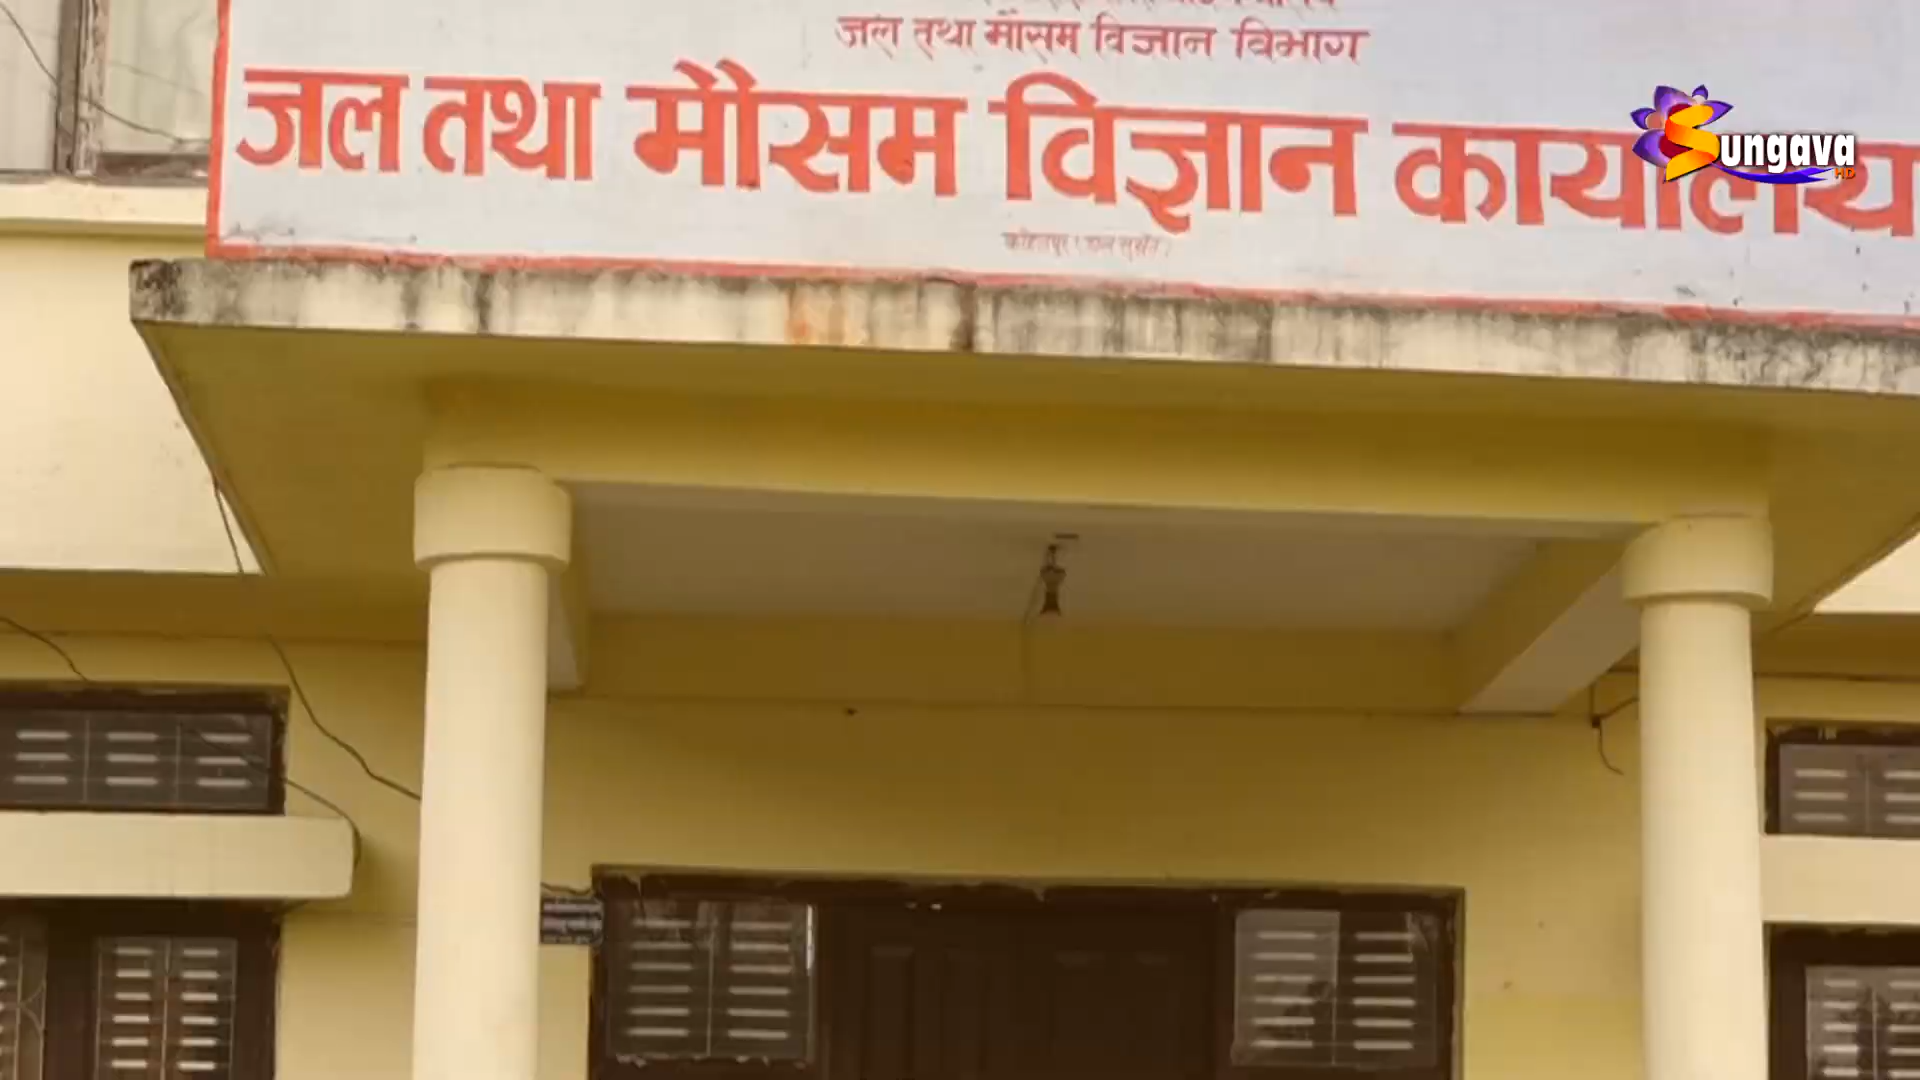 जल तथा मौसम विज्ञान विभाग
जल तथा मौसम विज्ञान कार्यालय
Sungava
HD